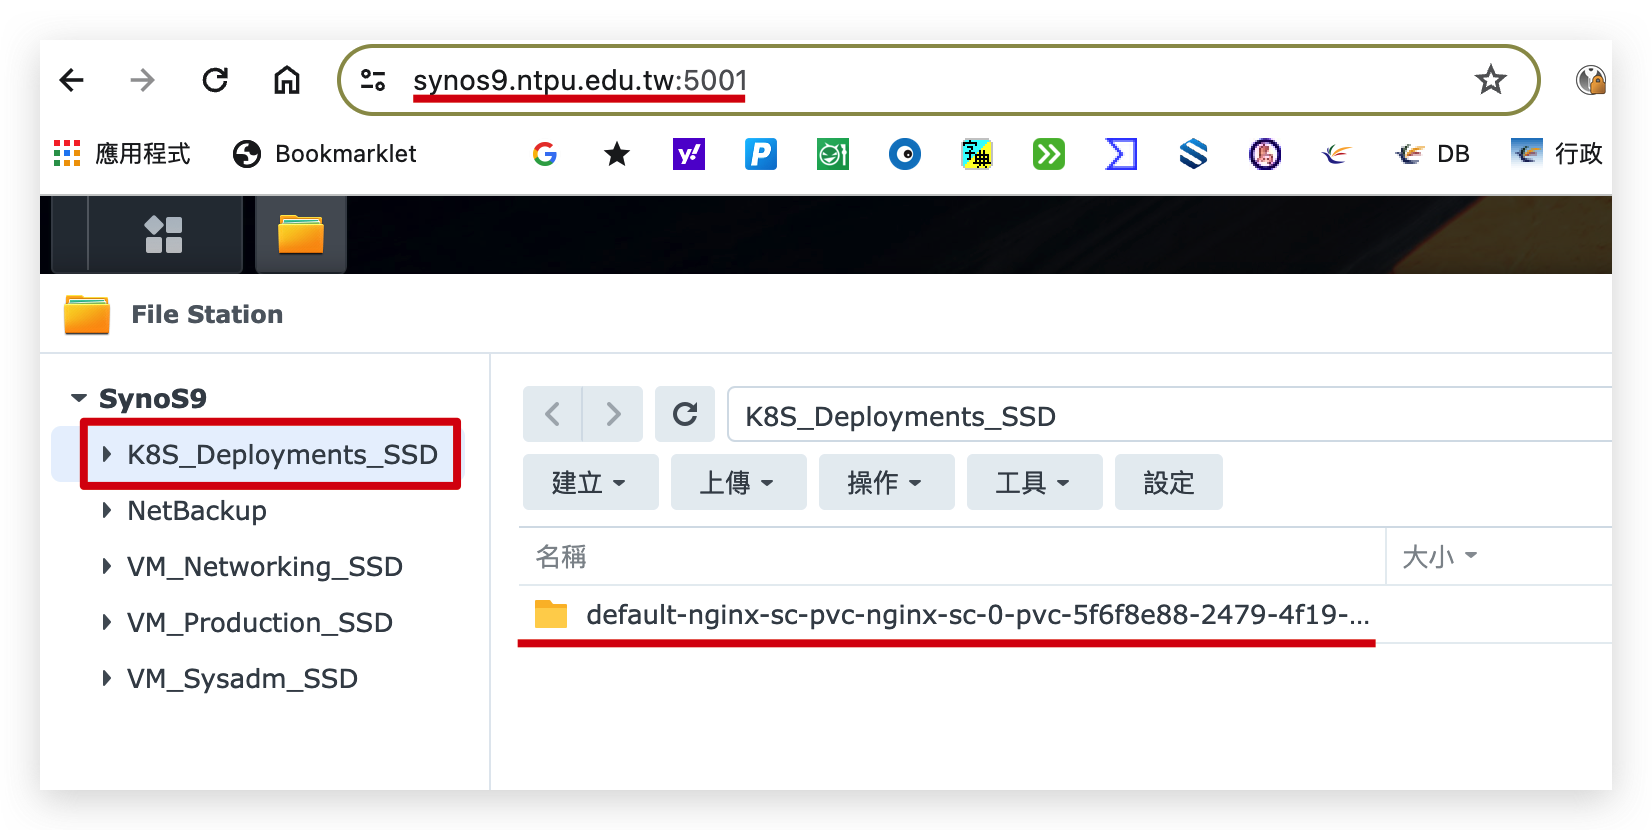 synos9.ntpu.edu.tw:5001
應用程式 Bookmarklet DB 行政
File Station
SynoS9
K8S_Deployments_SSD
NetBackup
VM_Networking_SSD
VM_Production_SSD
VM_Sysadm_SSD
K8S_Deployments_SSD
建立 上傳 操作 工具 設定
名稱 大小
default-nginx-sc-pvc-nginx-sc-0-pvc-5f6f8e88-2479-4f19-...